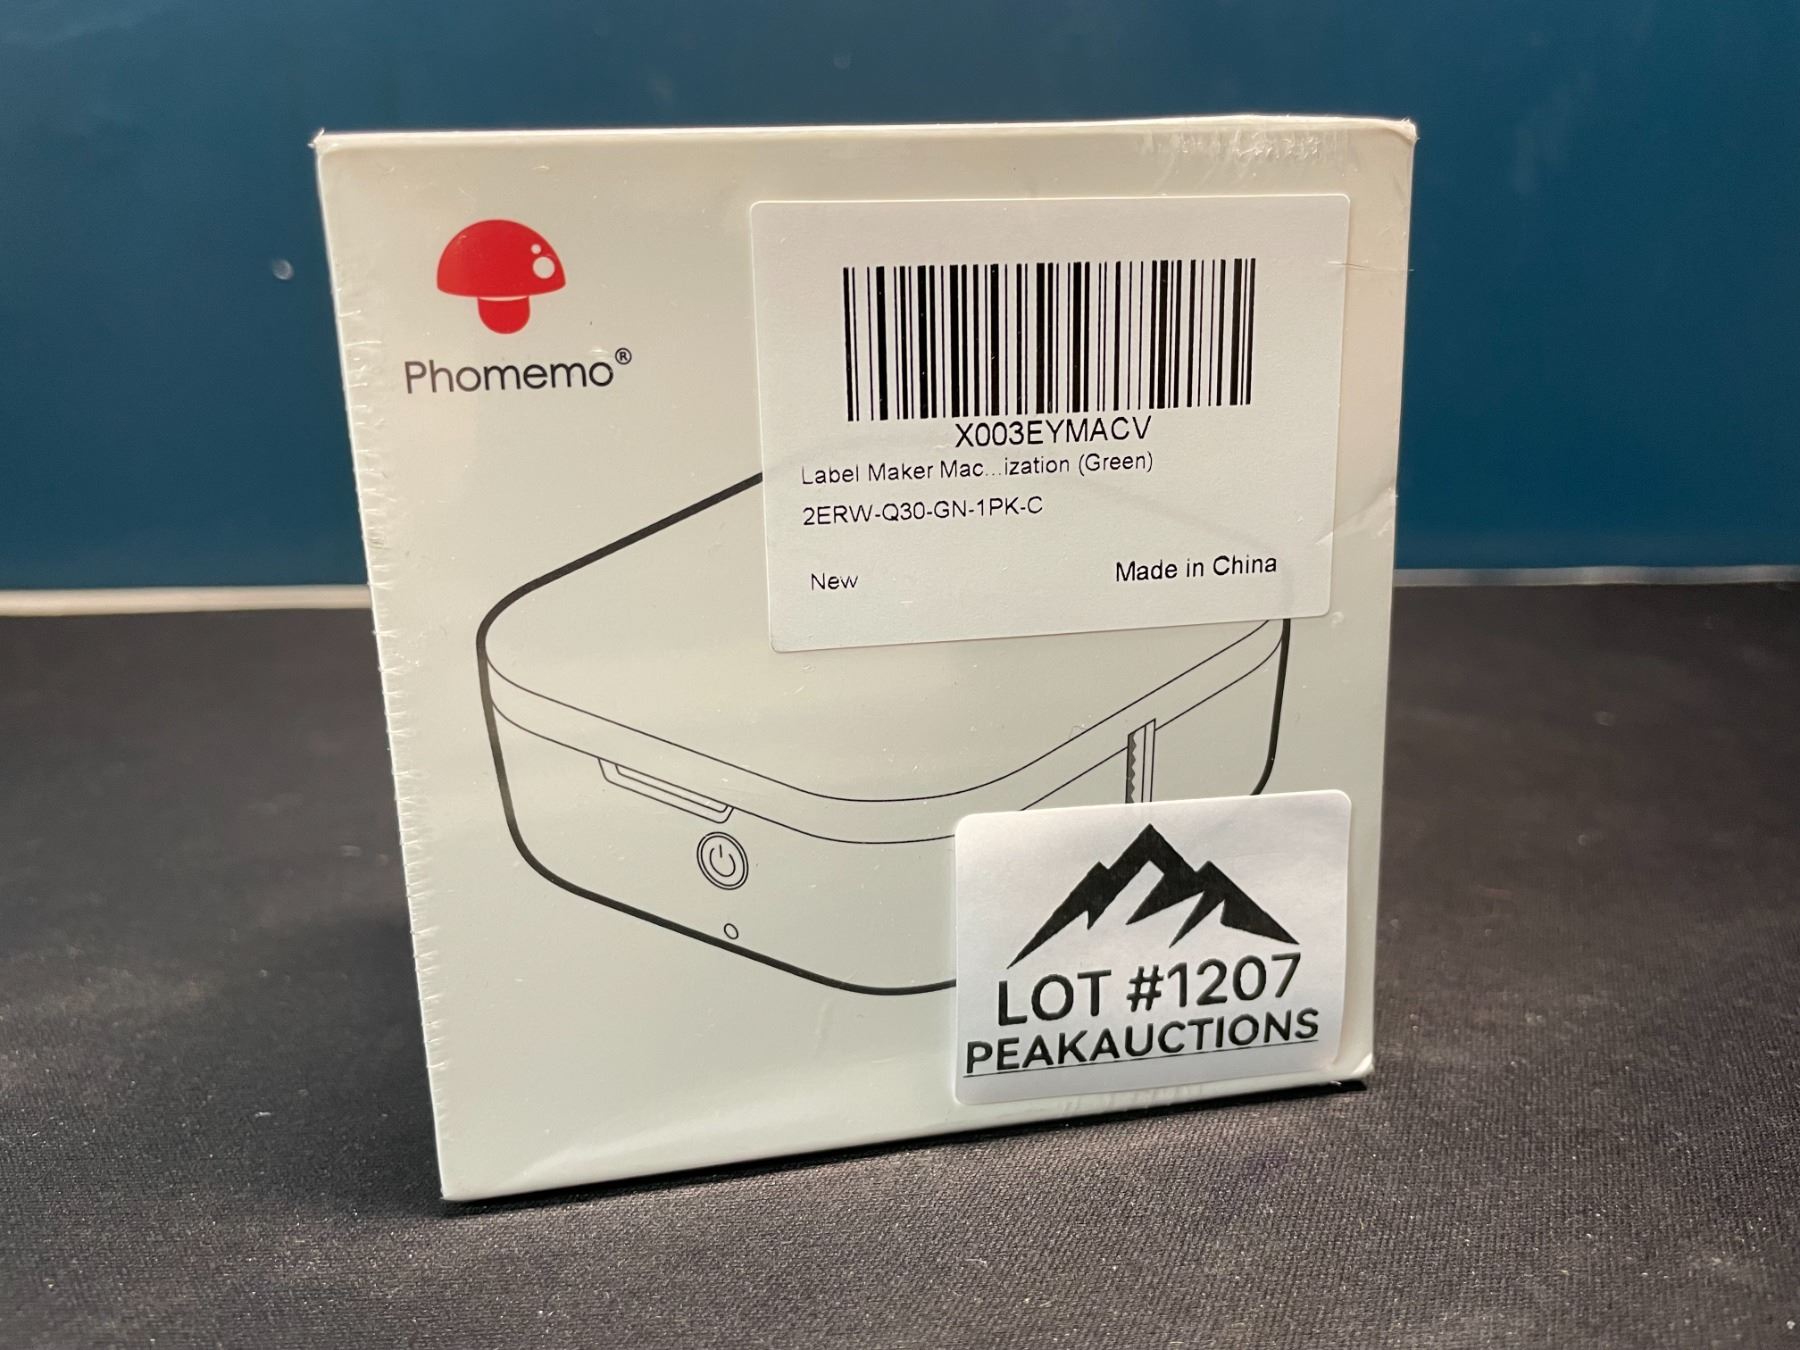 Phomemo®
X003EYMACV
Label Maker Mac...ization (Green)
2ERW-Q30-GN-1PK-C
New
Made in China
LOT #1207
PEAKAUCTIONS